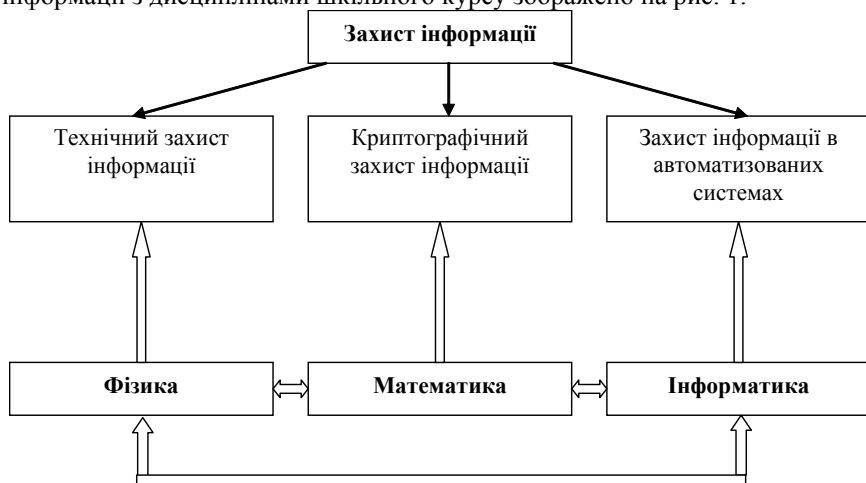 інформації з дисциплінами шкільного курсу зображено на рис. 1.
Захист інформації
Технічний захист
інформації
Криптографічний
захист інформації
Захист інформації в
автоматизованих
системах
Фізика
Математика
Інформатика